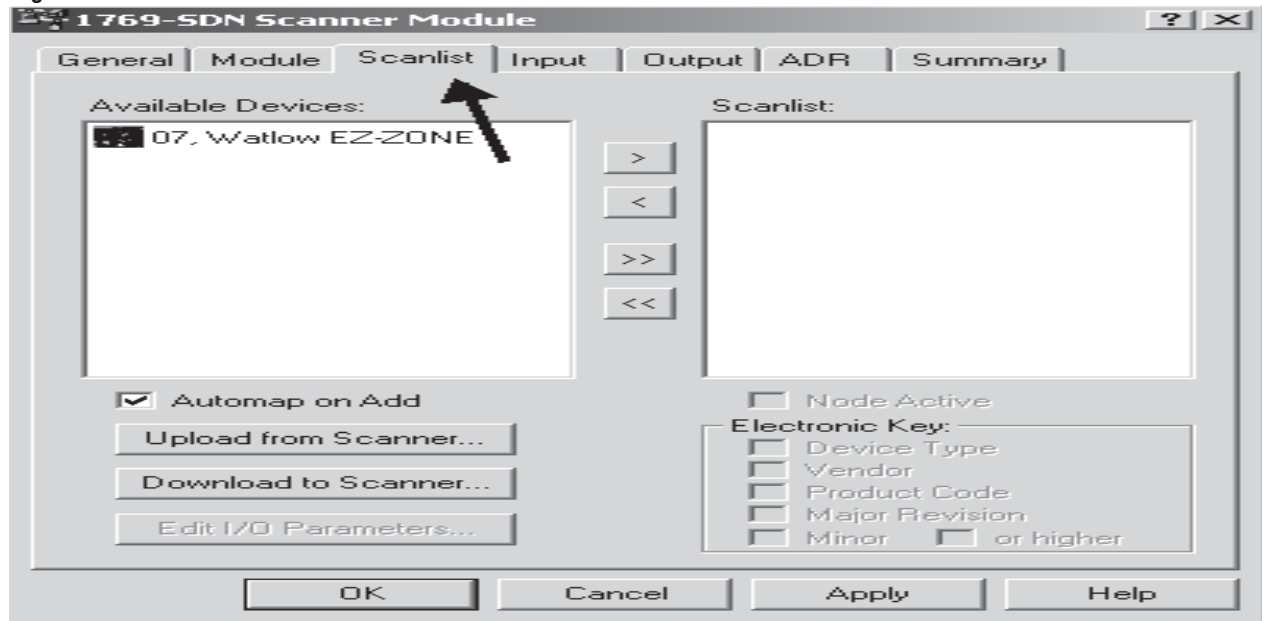 1769-SDN Scanner Module
General Module Scanlist Input Output ADR Summary
Available Devices:
07, Watlow EZ-ZONE
Scanlist:
>
<
>>
<<
Automap on Add
Upload from Scanner...
Download to Scanner...
Edit I/O Parameters...
Node Active
Electronic Key:
Device Type
Vendor
Product Code
Major Revision
Minor or higher
OK Cancel Apply Help